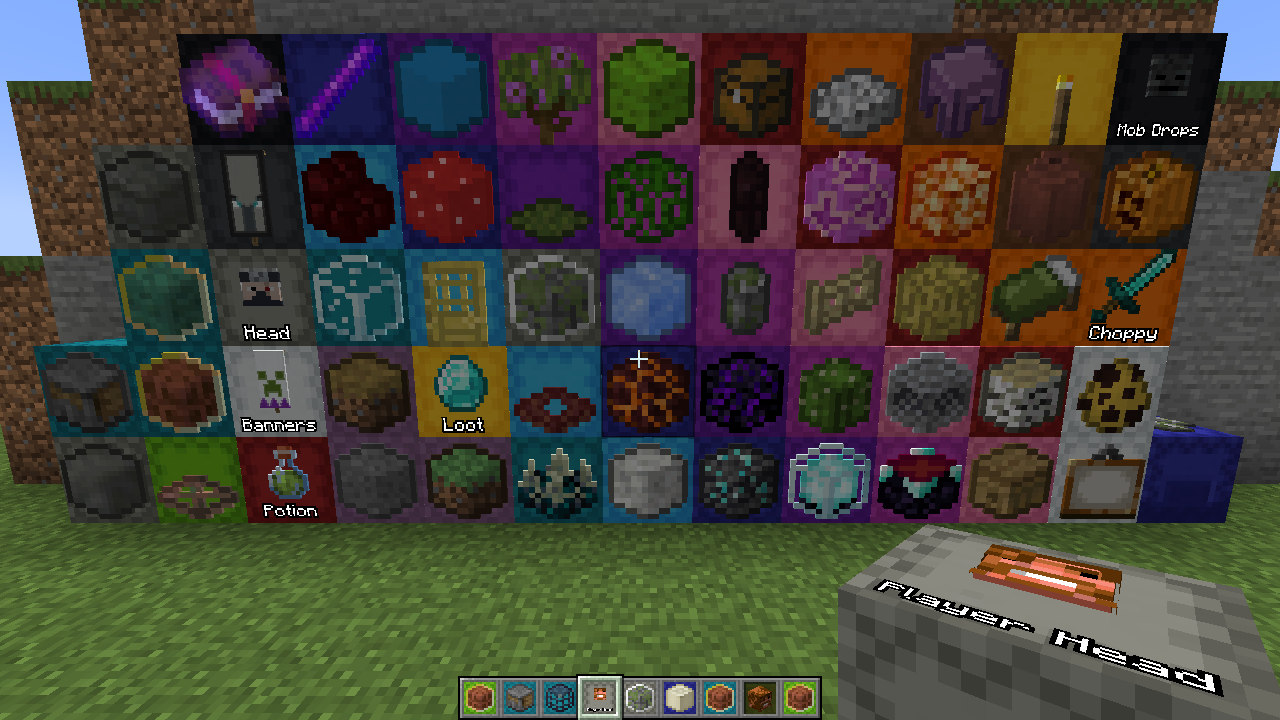 Mob Drops
Head
Choppy
Banners
Loot
Potion
Player Head